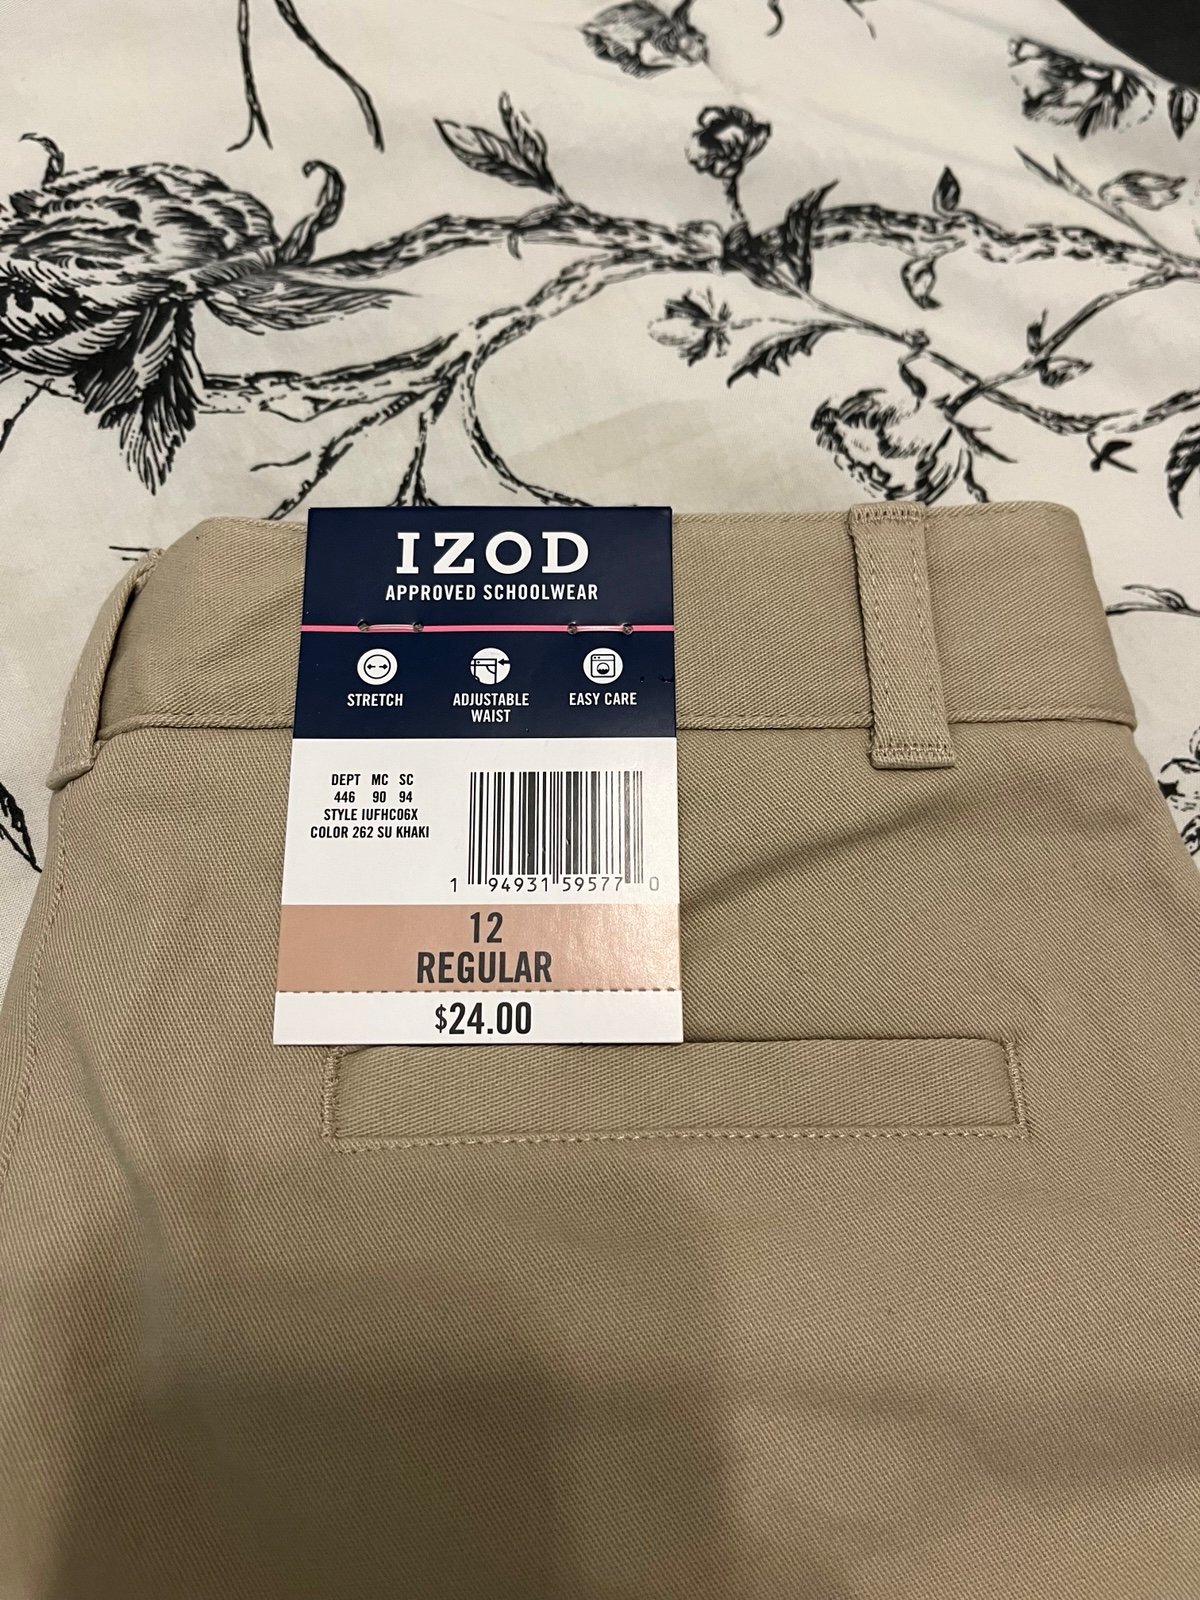 IZOD
APPROVED SCHOOLWEAR
STRETCH
ADJUSTABLE
WAIST
EASY CARE
DEPT MC SC
446 90 94
STYLE IUFHC06X
COLOR 262 SU KHAKI
1 94931 59577 0
12
REGULAR
$24.00